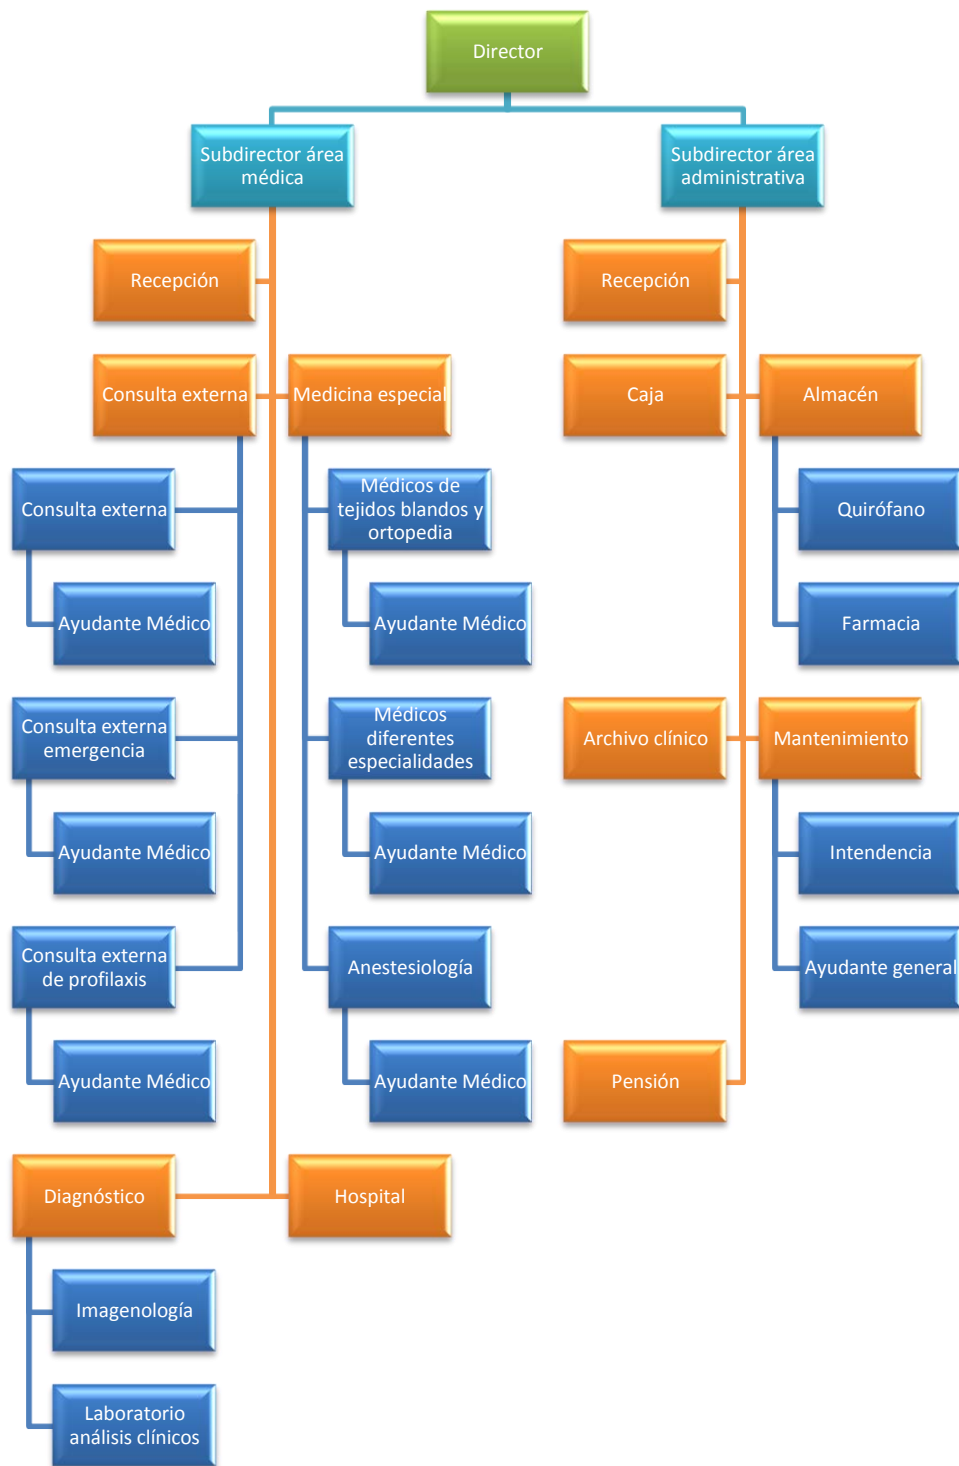 Director
Subdirector área
médica
Subdirector área
administrativa
Recepción
Recepción
Consulta externa
Medicina especial
Caja
Almacén
Consulta externa
Médicos de
tejidos blandos y
ortopedia
Quirófano
Ayudante Médico
Ayudante Médico
Farmacia
Consulta externa
emergencia
Médicos
diferentes
especialidades
Archivo clínico
Mantenimiento
Ayudante Médico
Ayudante Médico
Intendencia
Consulta externa
de profilaxis
Anestesiología
Ayudante general
Ayudante Médico
Ayudante Médico
Pensión
Diagnóstico
Hospital
Imagenología
Laboratorio
análisis clínicos